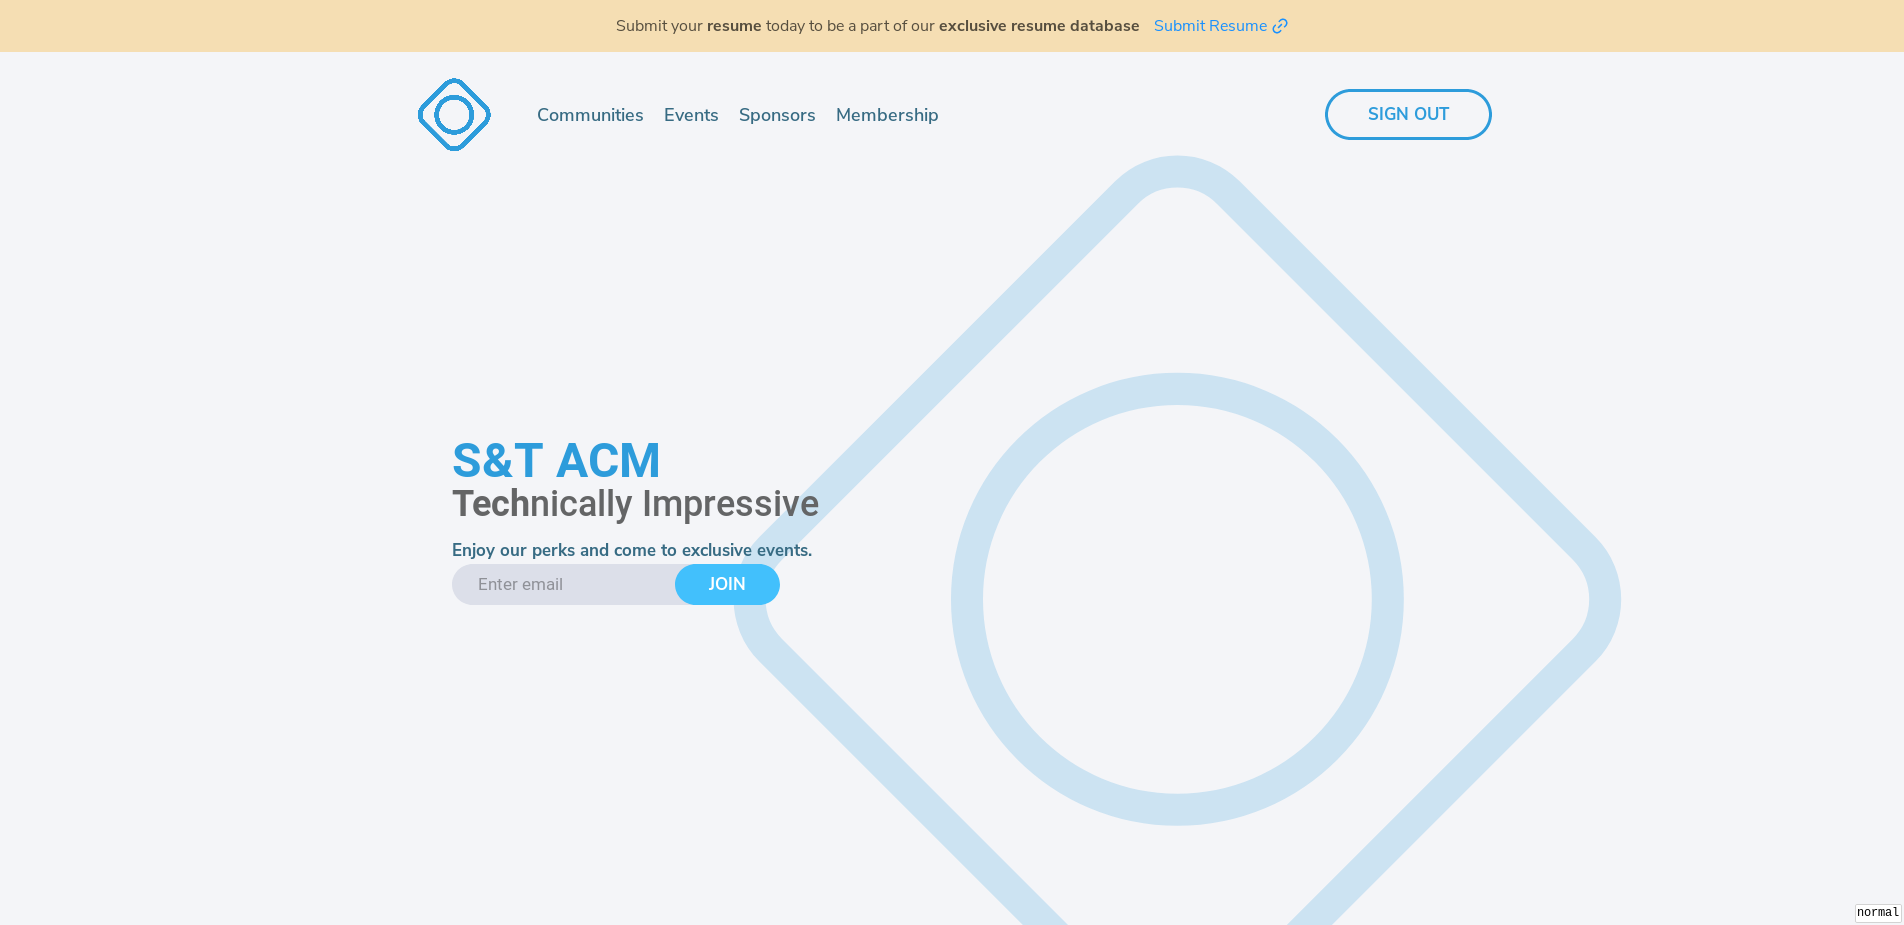 Submit your resume today to be a part of our exclusive resume database Submit Resume
Communities Events Sponsors Membership SIGN OUT
S&T ACM
Technically Impressive
Enjoy our perks and come to exclusive events.
Enter email JOIN
normal